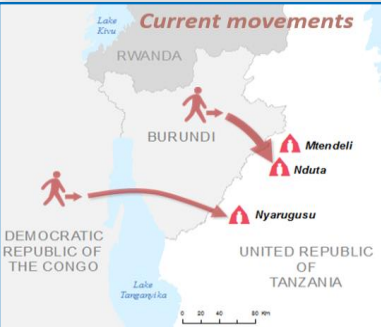 Current movements
Lake
Kivu
RWANDA
BURUNDI
Mtendeli
Nduta
Nyarugusu
DEMOCRATIC
REPUBLIC OF
THE CONGO
UNITED REPUBLIC
OF
TANZANIA
Lake
Tanganyika
0 20 40 80 Km